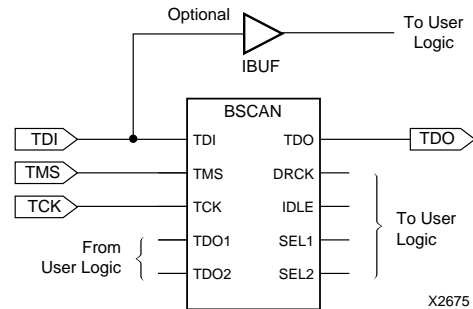 Optional
To User
Logic
IBUF
BSCAN
TDI TDI TDO TDO
TMS TMS DRCK
TCK TCK IDLE
TDO1 SEL1
TDO2 SEL2
From
User Logic
To User
Logic
X2675